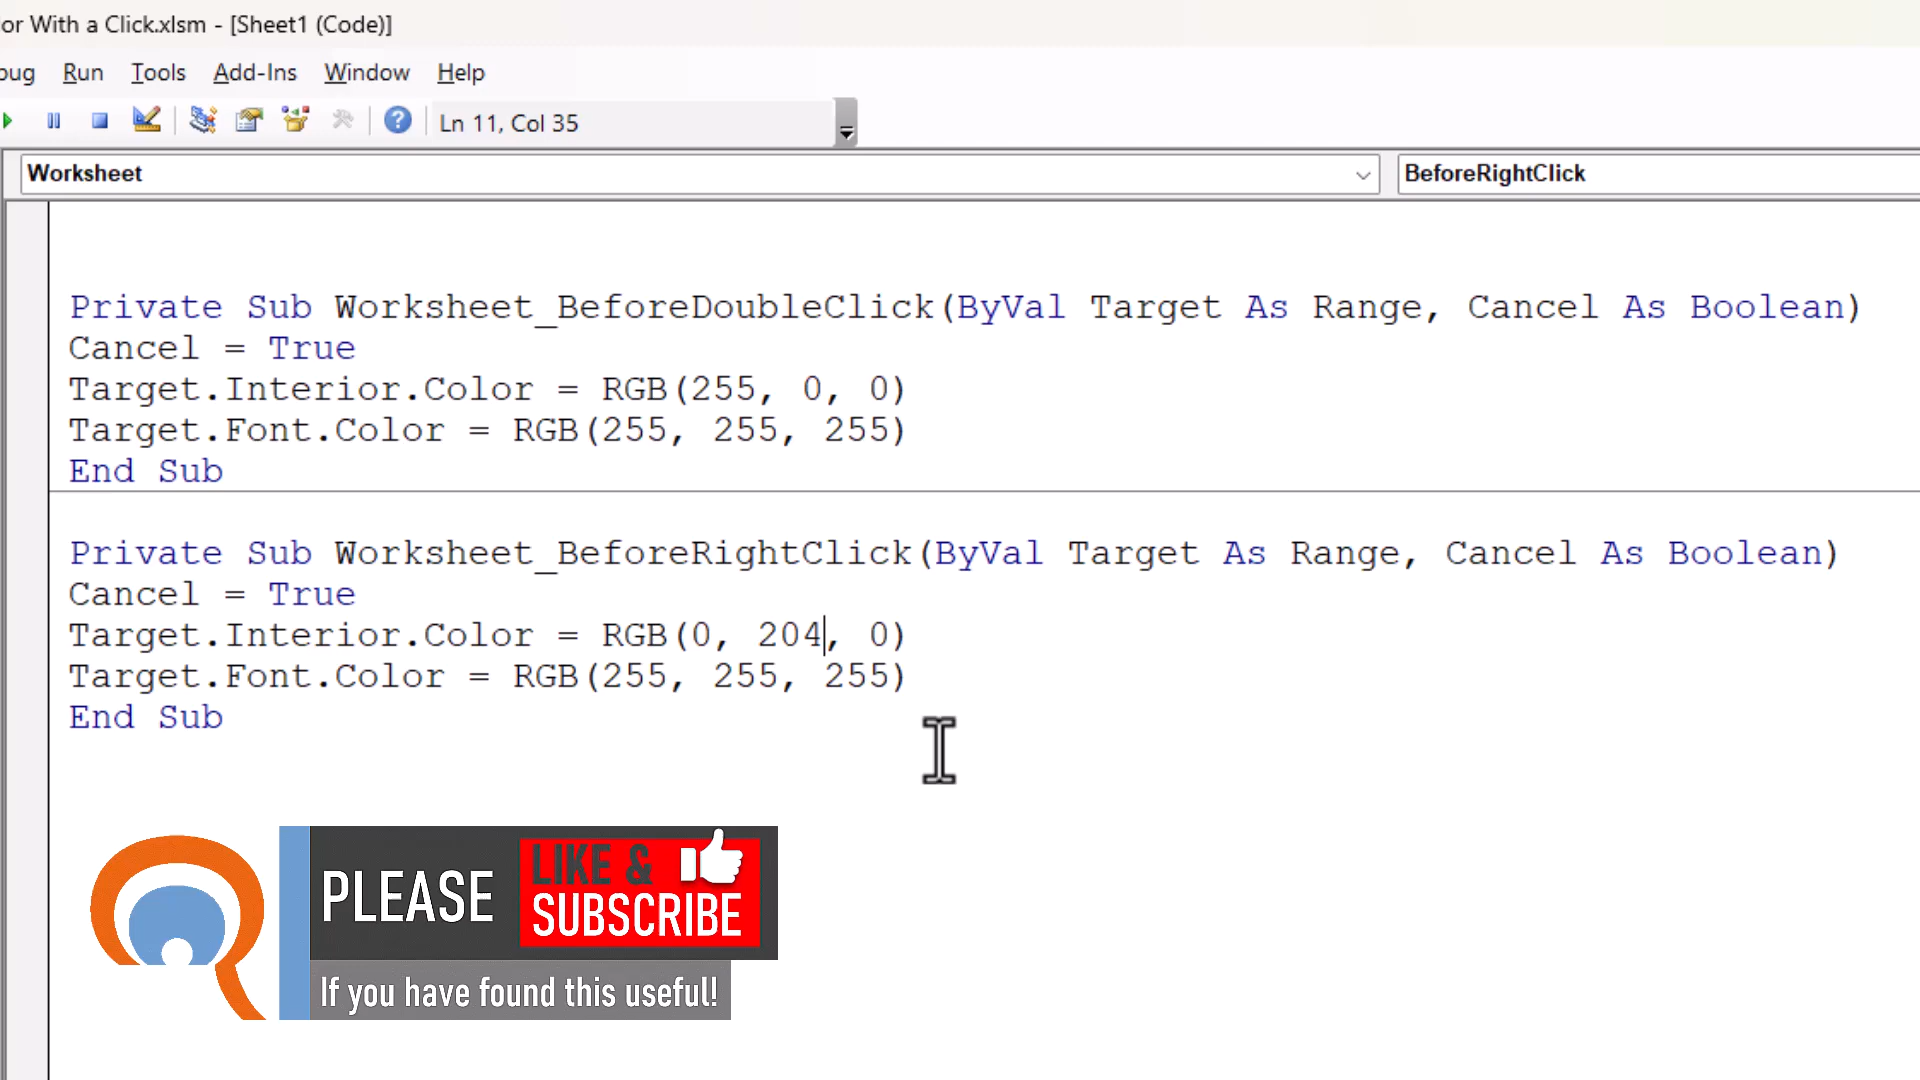 or With a Click.xlsm - [Sheet1 (Code)]
bug Run Tools Add-Ins Window Help
Ln 11, Col 35
Worksheet BeforeRightClick
Private Sub Worksheet_BeforeDoubleClick(ByVal Target As Range, Cancel As Boolean)
Cancel = True
Target.Interior.Color = RGB(255, 0, 0)
Target.Font.Color = RGB(255, 255, 255)
End Sub
Private Sub Worksheet_BeforeRightClick(ByVal Target As Range, Cancel As Boolean)
Cancel = True
Target.Interior.Color = RGB(0, 204, 0)
Target.Font.Color = RGB(255, 255, 255)
End Sub
PLEASE LIKE &
SUBSCRIBE
If you have found this useful!